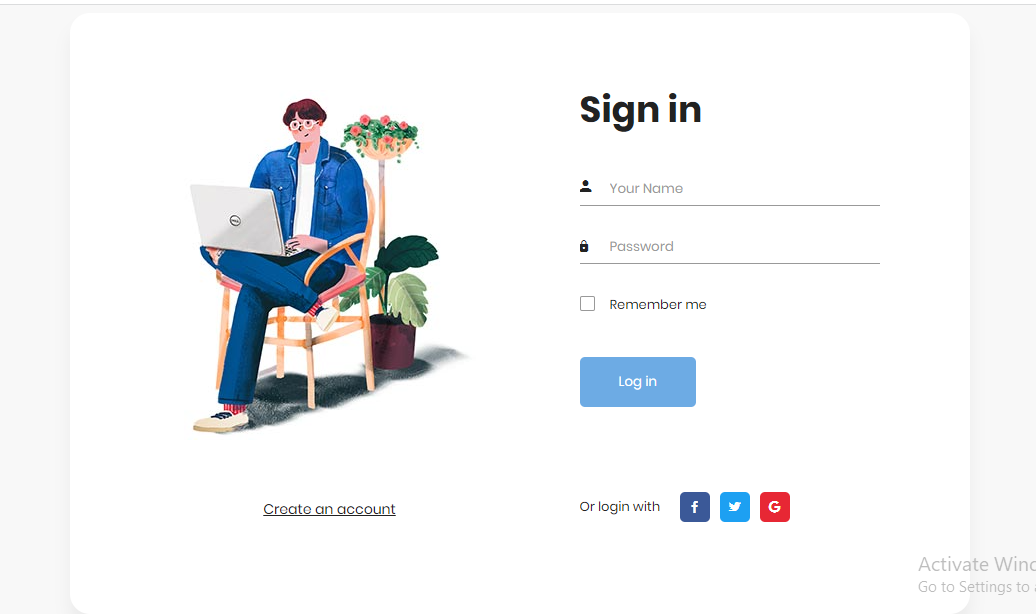 Sign in
Your Name
Password
Remember me
Log in
Create an account
Or login with
Activate Wind
Go to Settings to